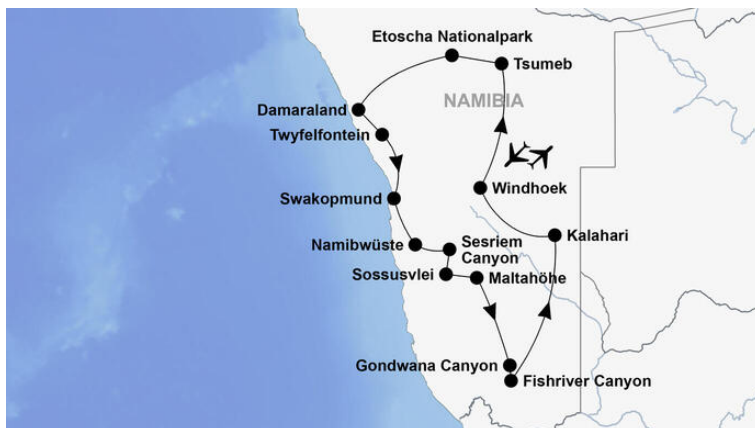 Etoscha Nationalpark
Tsumeb
NAMIBIA
Damaraland
Twyfelfontein
Windhoek
Swakopmund
Kalahari
Namibwüste
Sesriem
Canyon
Sossusvlei
Maltahöhe
Gondwana Canyon
Fishriver Canyon